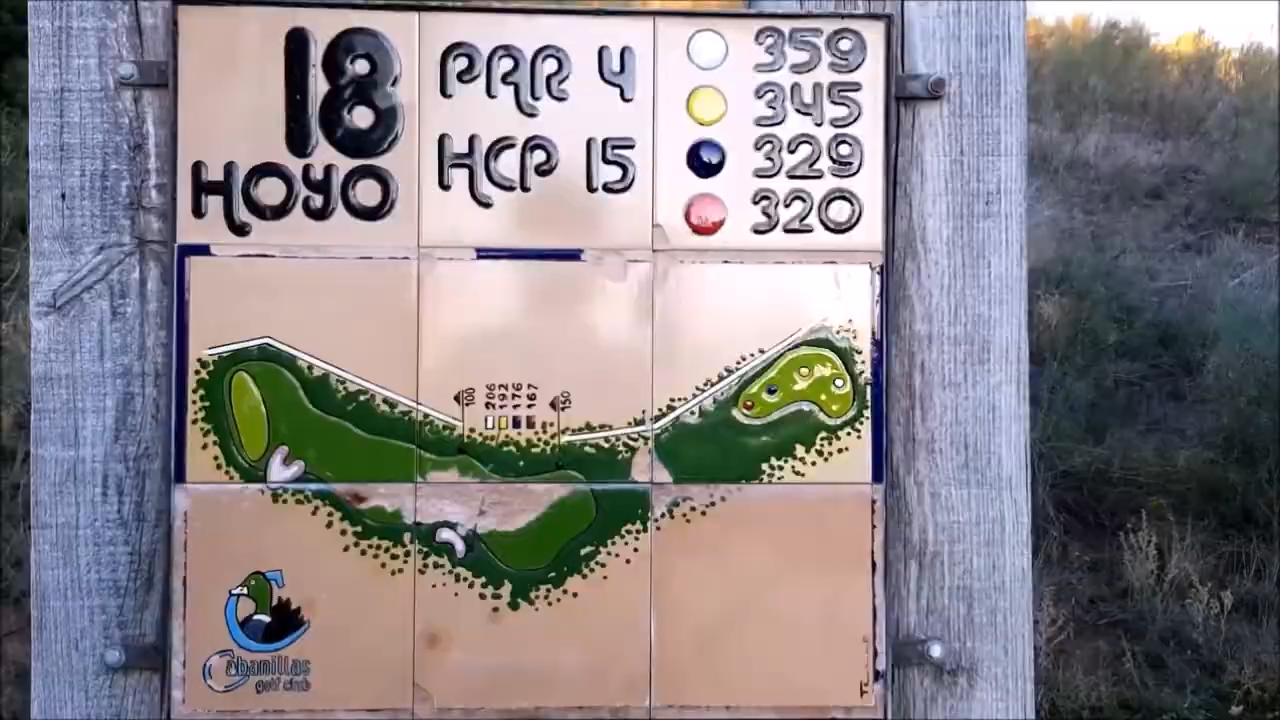 18
HOYO
PAR 4
HCP 15
359
345
329
320
100
206
192
176
167
150
Cabanillas
golf club